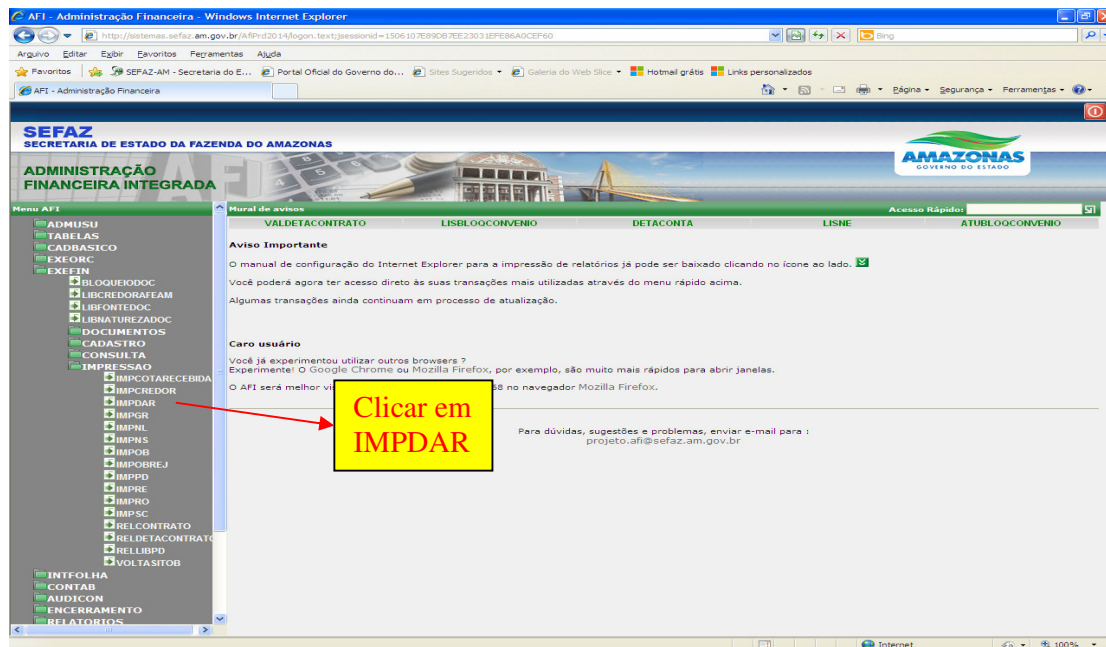 AFI - Administração Financeira - Windows Internet Explorer
http://sistemas.sefaz.am.gov.br/AfiPrd2014/logon.text;jsessionid=1506107E89DB7EE23031EFE86A0CEF60
Bing
Arquivo Editar Exibir Favoritos Ferramentas Ajuda
Favoritos SEFAZ-AM - Secretaria do E... Portal Oficial do Governo do... Sites Sugeridos Galeria do Web Slice Hotmail grátis Links personalizados
AFI - Administração Financeira Página Segurança Ferramentas
SEFAZ
SECRETARIA DE ESTADO DA FAZENDA DO AMAZONAS
ADMINISTRAÇÃO
FINANCEIRA INTEGRADA
AMAZONAS
GOVERNO DO ESTADO
Menu AFI Mural de avisos Acesso Rápido:
VALDETACONTRATO LISBLOQCONVENIO DETACONTA LISNE ATUBLOQCONVENIO
ADMUSU
TABELAS
CADBASICO
EXEORC
EXEFIN
BLOQUEIODOC
LIBCREDORAFEAM
LIBFONTEDOC
LIBNATUREZADOC
DOCUMENTOS
CADASTRO
CONSULTA
IMPRESSAO
IMPCOTARECEBIDA
IMPCREDOR
IMPDAR
IMPGR
IMPNL
IMPNS
IMPOB
IMPOBREJ
IMPPD
IMPRE
IMPRO
IMPSC
RELCONTRATO
RELDETACONTRATO
RELLIBPD
VOLTASITOB
INTFOLHA
CONTAB
AUDICON
ENCERRAMENTO
RELATORIOS
Aviso Importante
O manual de configuração do Internet Explorer para a impressão de relatórios já pode ser baixado clicando no ícone ao lado.
Você poderá agora ter acesso direto às suas transações mais utilizadas através do menu rápido acima.
Algumas transações ainda continuam em processo de atualização.
Caro usuário
Você já experimentou utilizar outros browsers ?
Experimente! O Google Chrome ou Mozilla Firefox, por exemplo, são muito mais rápidos para abrir janelas.
O AFI será melhor 68 no navegador Mozilla Firefox.
Clicar em
IMPDAR
Para dúvidas, sugestões e problemas, enviar e-mail para :
projeto.afi@sefaz.am.gov.br
Internet 100%